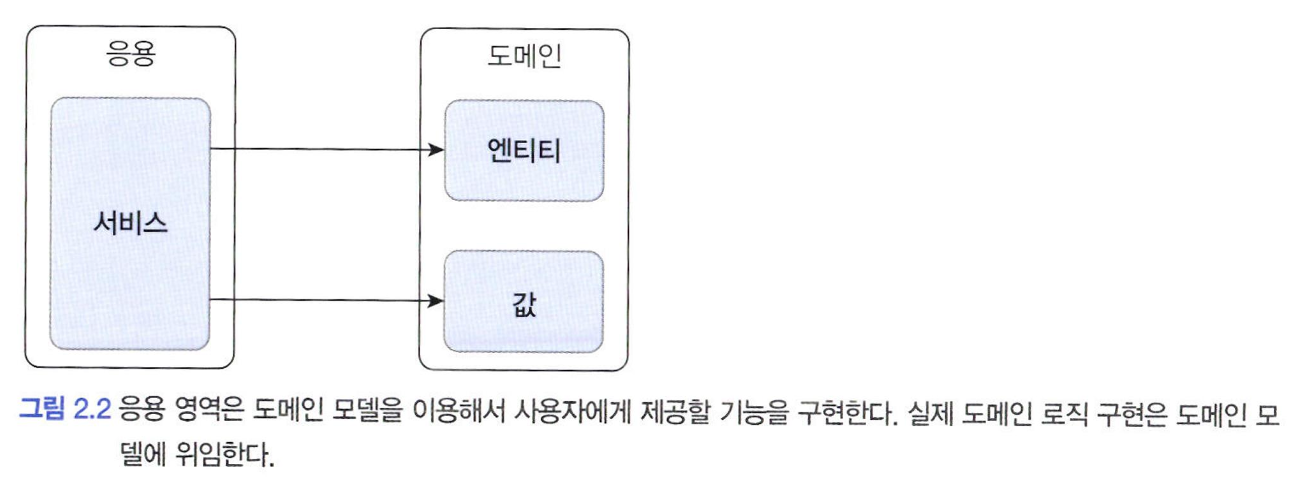 응용
도메인
서비스
엔티티
값
그림 2.2 응용 영역은 도메인 모델을 이용해서 사용자에게 제공할 기능을 구현한다. 실제 도메인 로직 구현은 도메인 모
델에 위임한다.